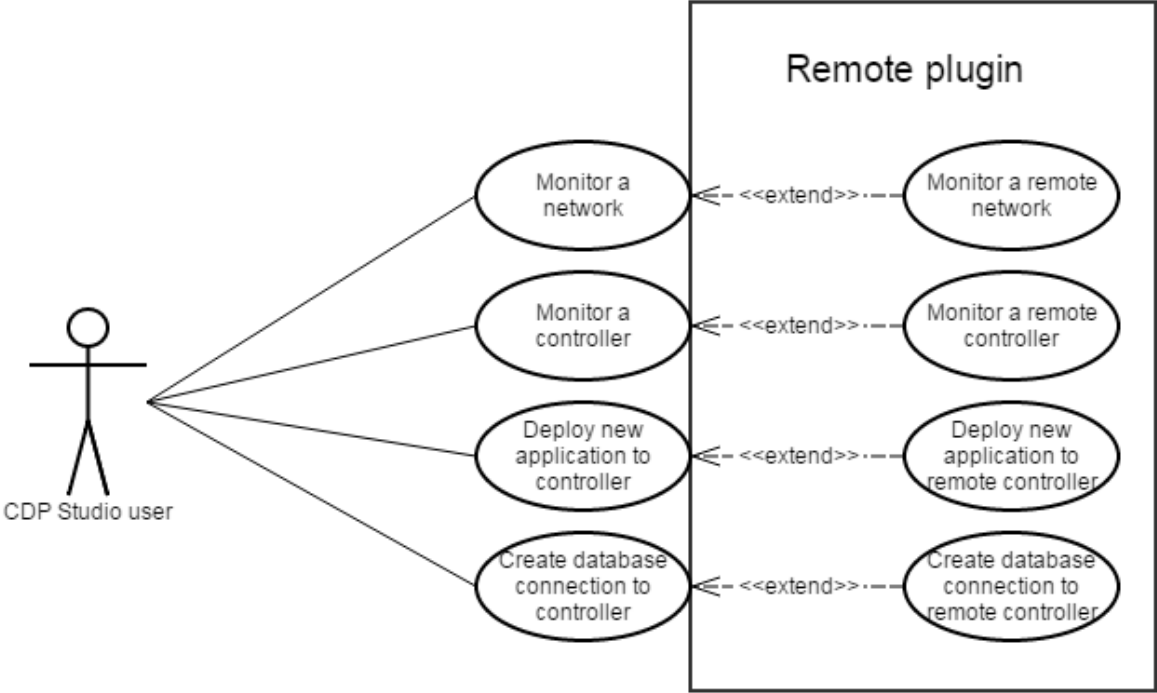 Remote plugin
Monitor a
network
<<extend>>
Monitor a remote
network
Monitor a
controller
<<extend>>
Monitor a remote
controller
Deploy new
application to
controller
<<extend>>
Deploy new
application to
remote controller
CDP Studio user
Create database
connection to
controller
<<extend>>
Create database
connection to
remote controller